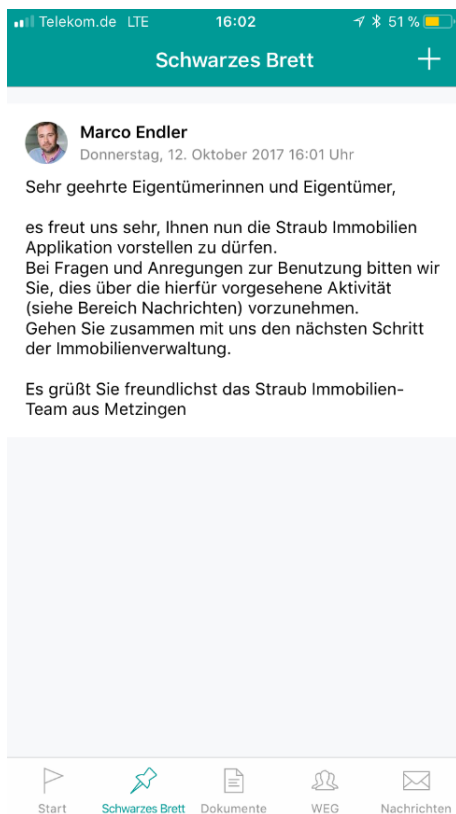 Telekom.de LTE 16:02 51 %
Schwarzes Brett
Marco Endler
Donnerstag, 12. Oktober 2017 16:01 Uhr
Sehr geehrte Eigentümerinnen und Eigentümer,
es freut uns sehr, Ihnen nun die Straub Immobilien
Applikation vorstellen zu dürfen.
Bei Fragen und Anregungen zur Benutzung bitten wir
Sie, dies über die hierfür vorgesehene Aktivität
(siehe Bereich Nachrichten) vorzunehmen.
Gehen Sie zusammen mit uns den nächsten Schritt
der Immobilienverwaltung.
Es grüßt Sie freundlichst das Straub Immobilien-
Team aus Metzingen
Start Schwarzes Brett Dokumente WEG Nachrichten